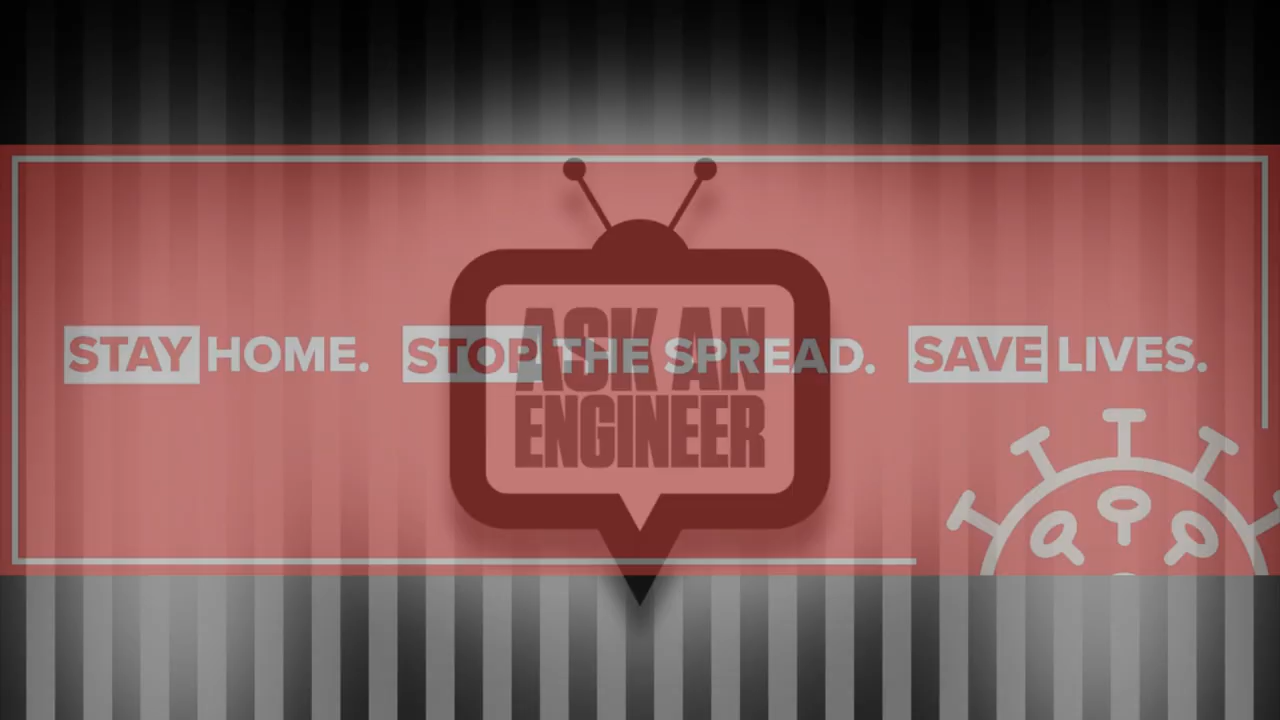 STAY HOME. STOP THE SPREAD. SAVE LIVES.
ASK AN
ENGINEER